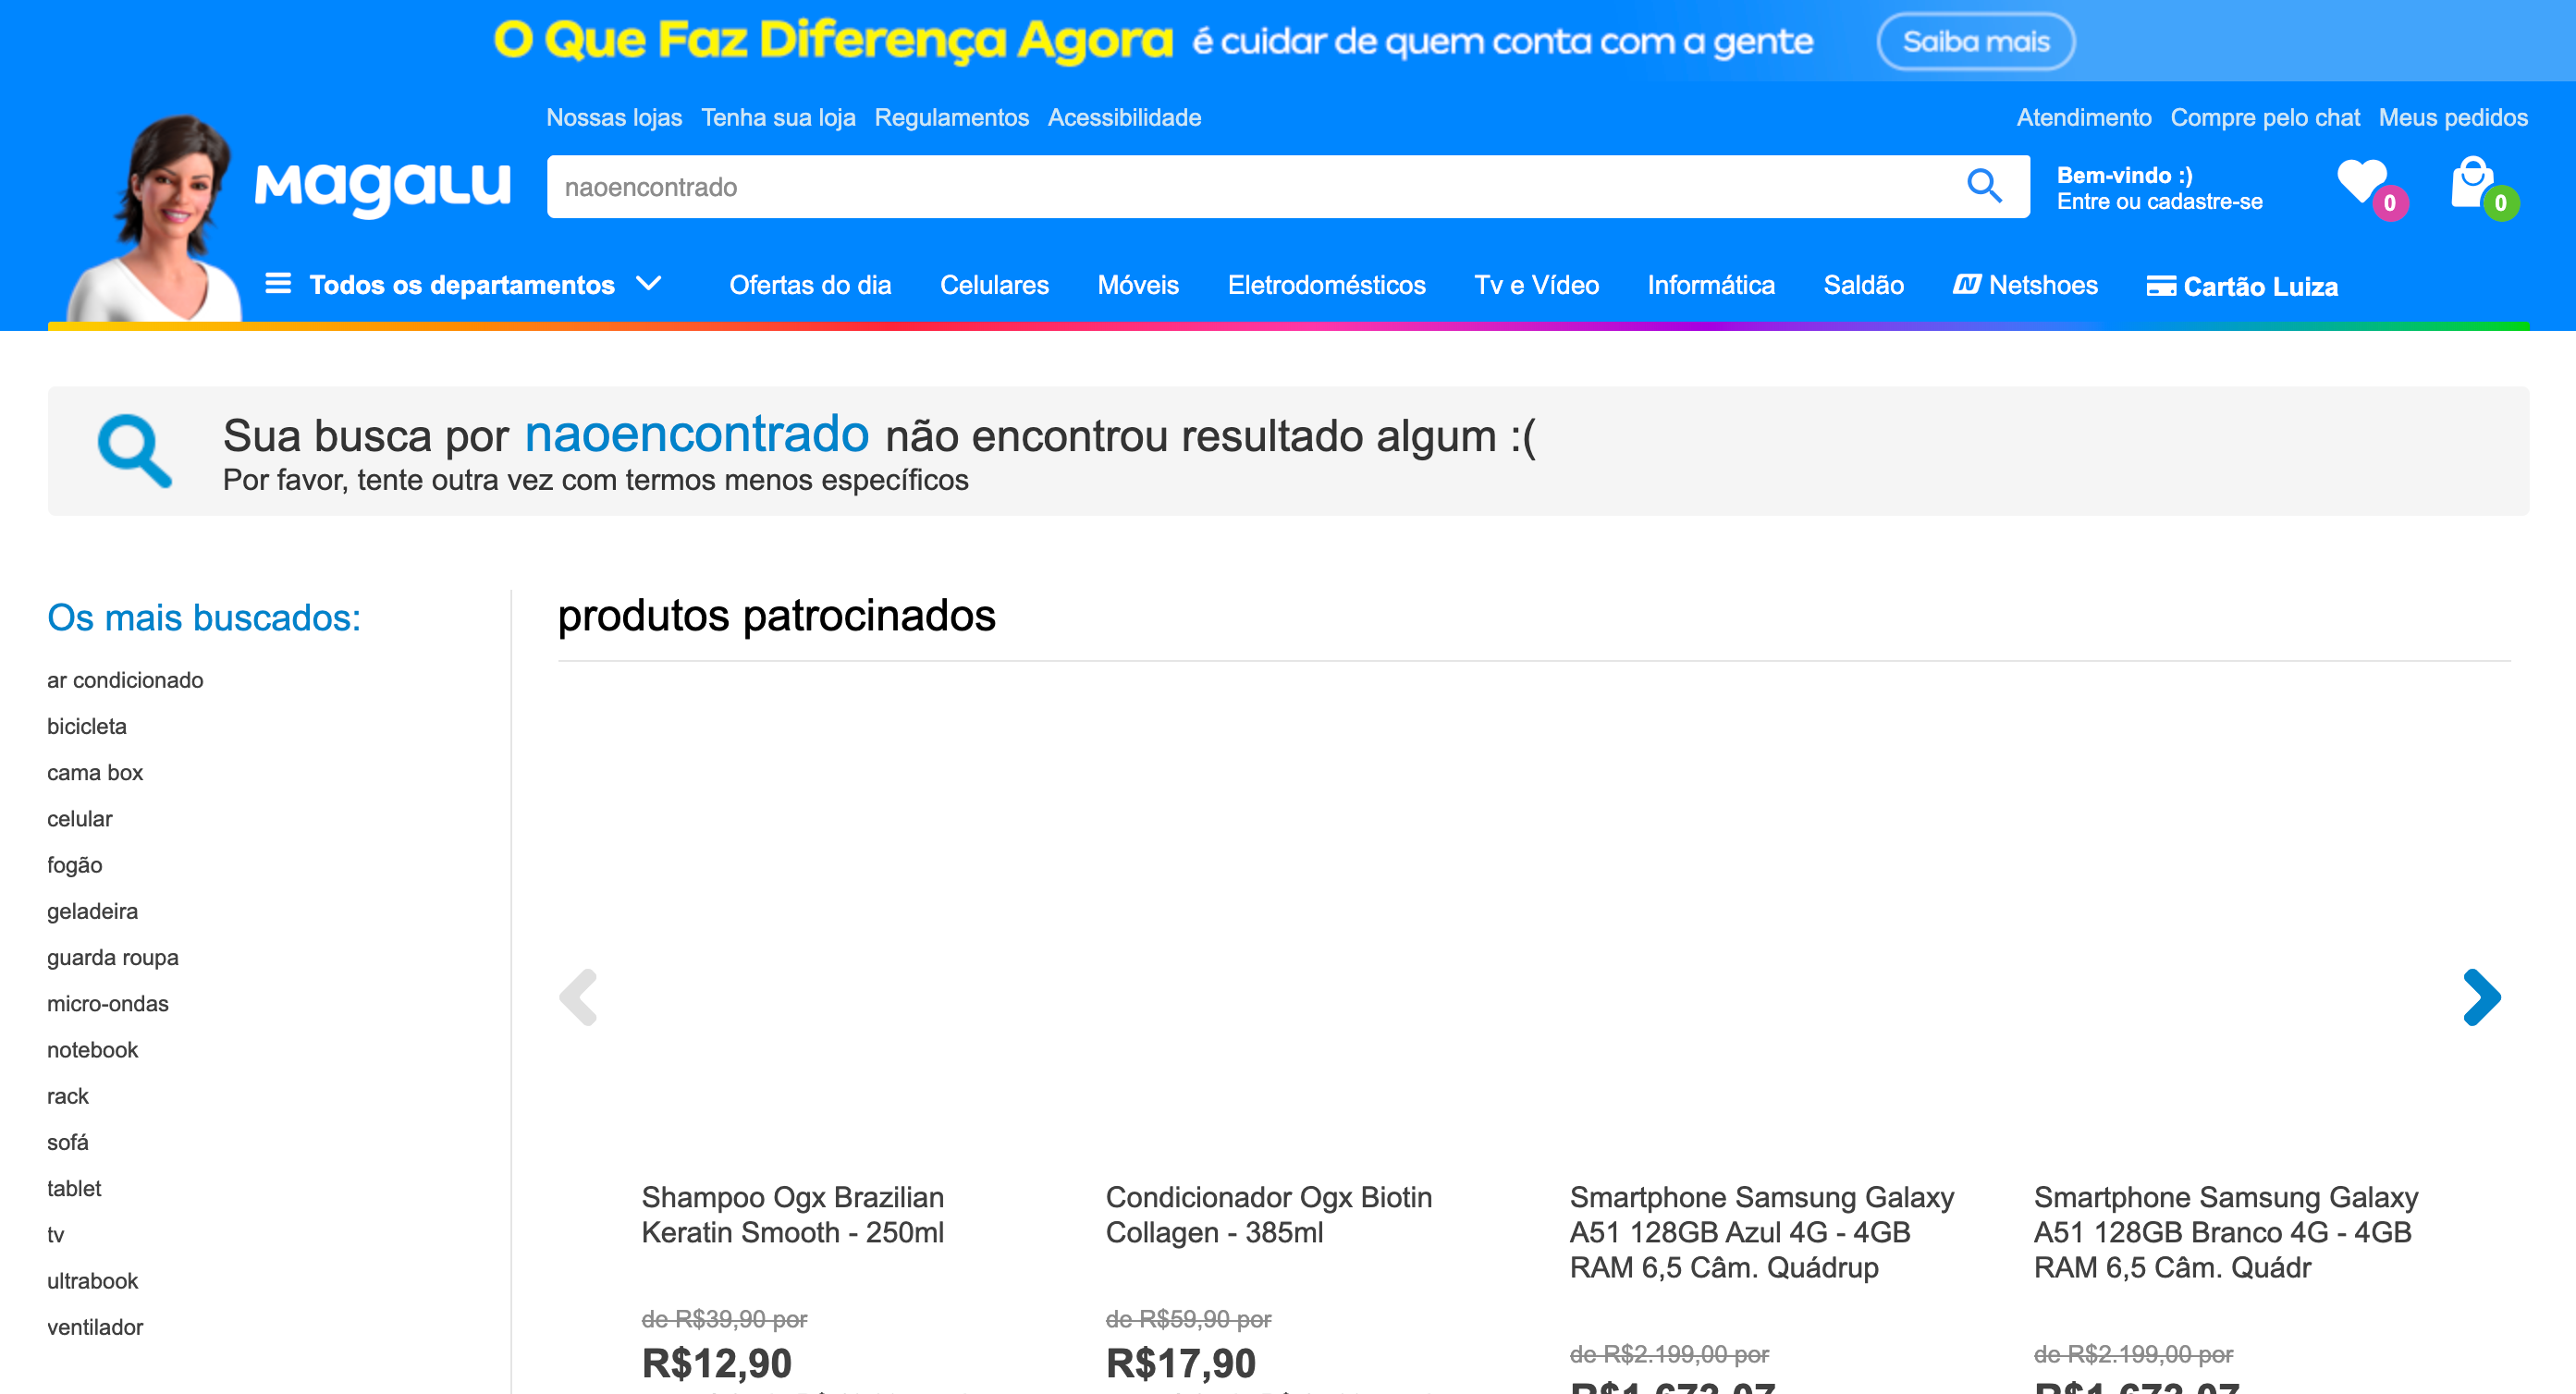 O Que Faz Diferença Agora é cuidar de quem conta com a gente Saiba mais
Nossas lojas Tenha sua loja Regulamentos Acessibilidade Atendimento Compre pelo chat Meus pedidos
Magalu
naoencontrado
Bem-vindo :)
Entre ou cadastre-se
0
0
Todos os departamentos Ofertas do dia Celulares Móveis Eletrodomésticos Tv e Vídeo Informática Saldão N Netshoes Cartão Luiza
Sua busca por naoencontrado não encontrou resultado algum :(
Por favor, tente outra vez com termos menos específicos
Os mais buscados:
ar condicionado
bicicleta
cama box
celular
fogão
geladeira
guarda roupa
micro-ondas
notebook
rack
sofá
tablet
tv
ultrabook
ventilador
produtos patrocinados
Shampoo Ogx Brazilian
Keratin Smooth - 250ml
de R$39,90 por
R$12,90
Condicionador Ogx Biotin
Collagen - 385ml
de R$59,90 por
R$17,90
Smartphone Samsung Galaxy
A51 128GB Azul 4G - 4GB
RAM 6,5 Câm. Quádrup
de R$2.199,00 por
R$1.673,07
Smartphone Samsung Galaxy
A51 128GB Branco 4G - 4GB
RAM 6,5 Câm. Quádr
de R$2.199,00 por
R$1.673,07